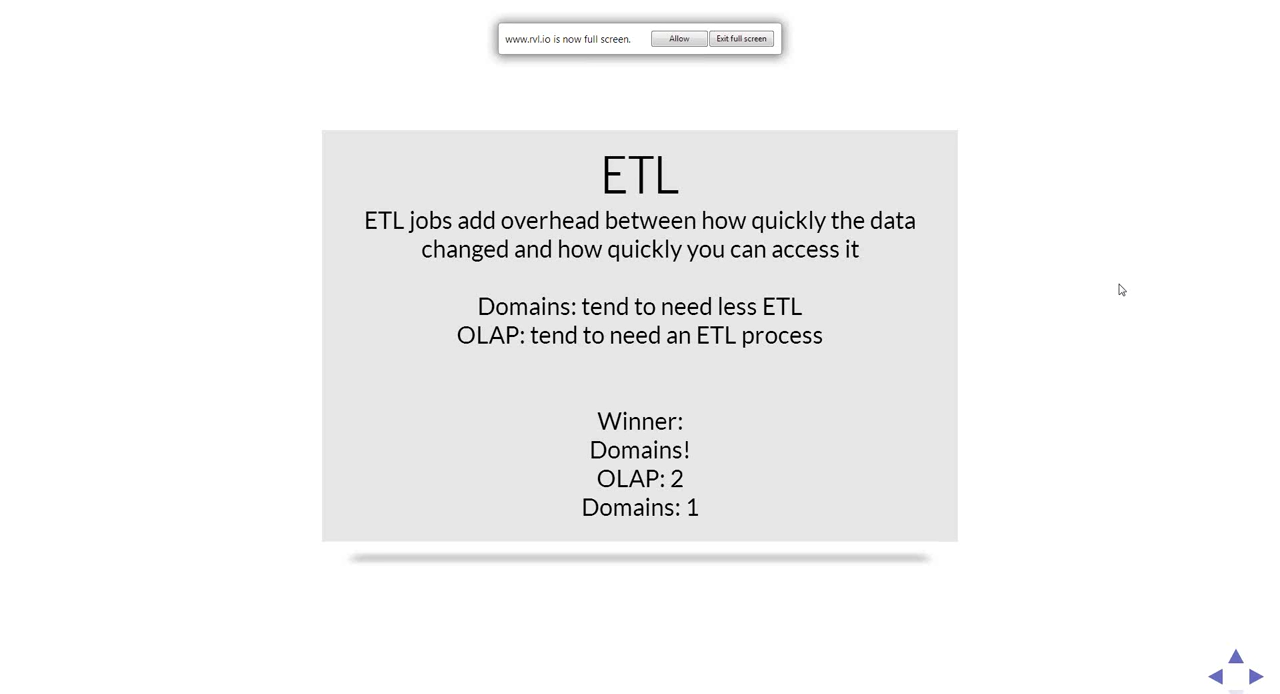 www.rvl.io is now full screen. Allow Exit full screen
ETL
ETL jobs add overhead between how quickly the data
changed and how quickly you can access it
Domains: tend to need less ETL
OLAP: tend to need an ETL process
Winner:
Domains!
OLAP: 2
Domains: 1